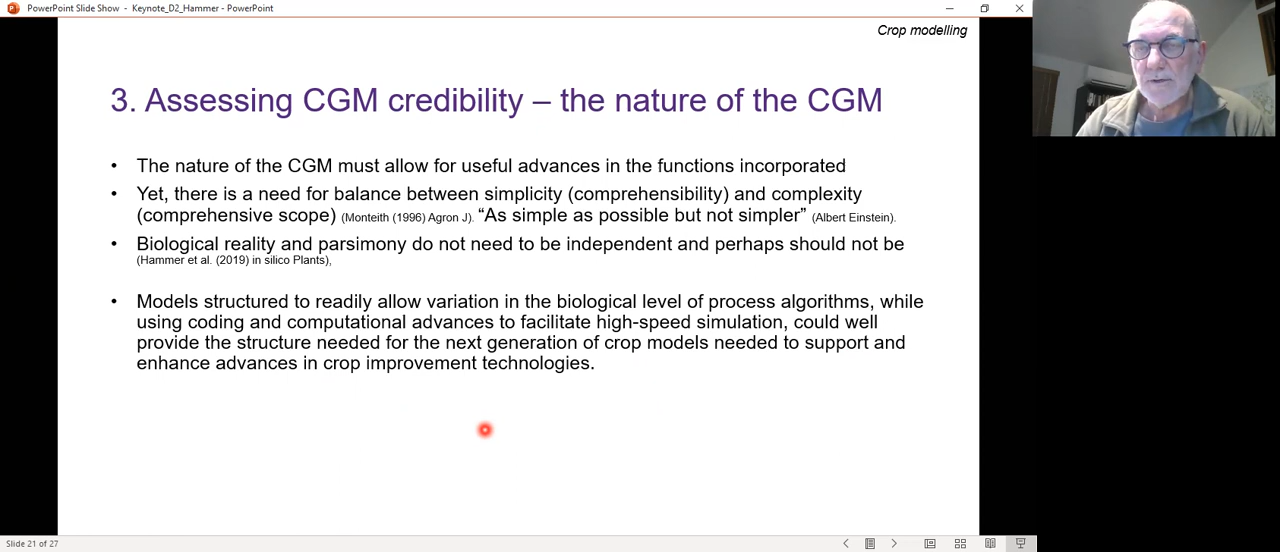 PowerPoint Slide Show - Keynote_D2_Hammer - PowerPoint
Crop modelling
3. Assessing CGM credibility – the nature of the CGM
• The nature of the CGM must allow for useful advances in the functions incorporated
• Yet, there is a need for balance between simplicity (comprehensibility) and complexity
(comprehensive scope) (Monteith (1996) Agron J). “As simple as possible but not simpler” (Albert Einstein).
• Biological reality and parsimony do not need to be independent and perhaps should not be
(Hammer et al. (2019) in silico Plants),
• Models structured to readily allow variation in the biological level of process algorithms, while
using coding and computational advances to facilitate high-speed simulation, could well
provide the structure needed for the next generation of crop models needed to support and
enhance advances in crop improvement technologies.
Slide 21 of 27